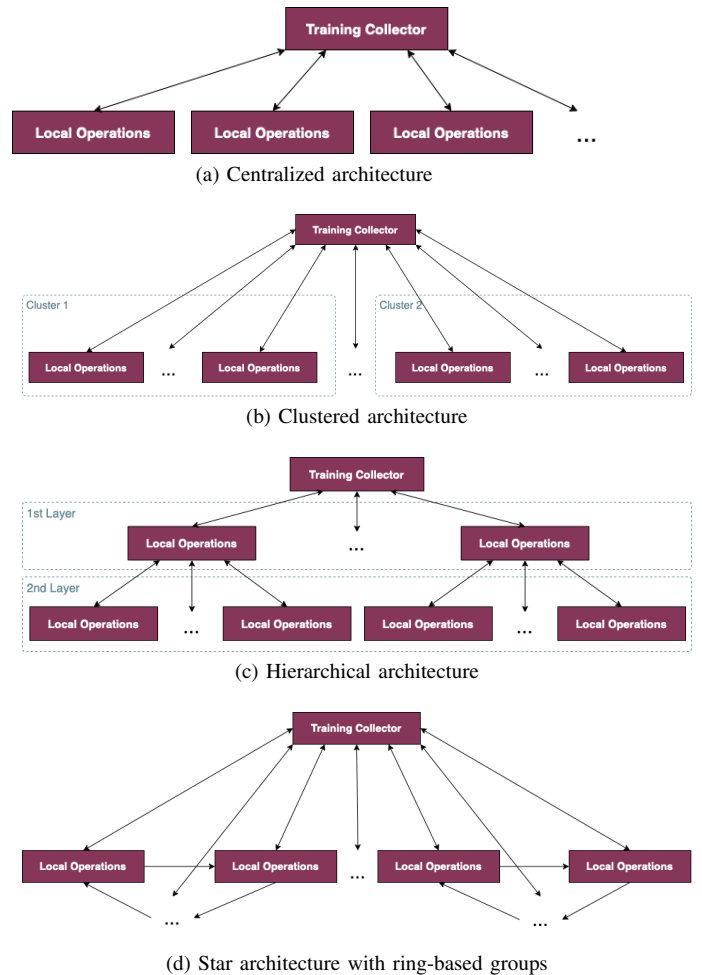 Training Collector
Local Operations Local Operations Local Operations ...
(a) Centralized architecture
Training Collector
Cluster 1 Cluster 2
Local Operations ... Local Operations ... Local Operations ... Local Operations
(b) Clustered architecture
Training Collector
1st Layer
Local Operations ... Local Operations
2nd Layer
Local Operations ... Local Operations Local Operations ... Local Operations
(c) Hierarchical architecture
Training Collector
Local Operations Local Operations ... Local Operations Local Operations
... ...
(d) Star architecture with ring-based groups